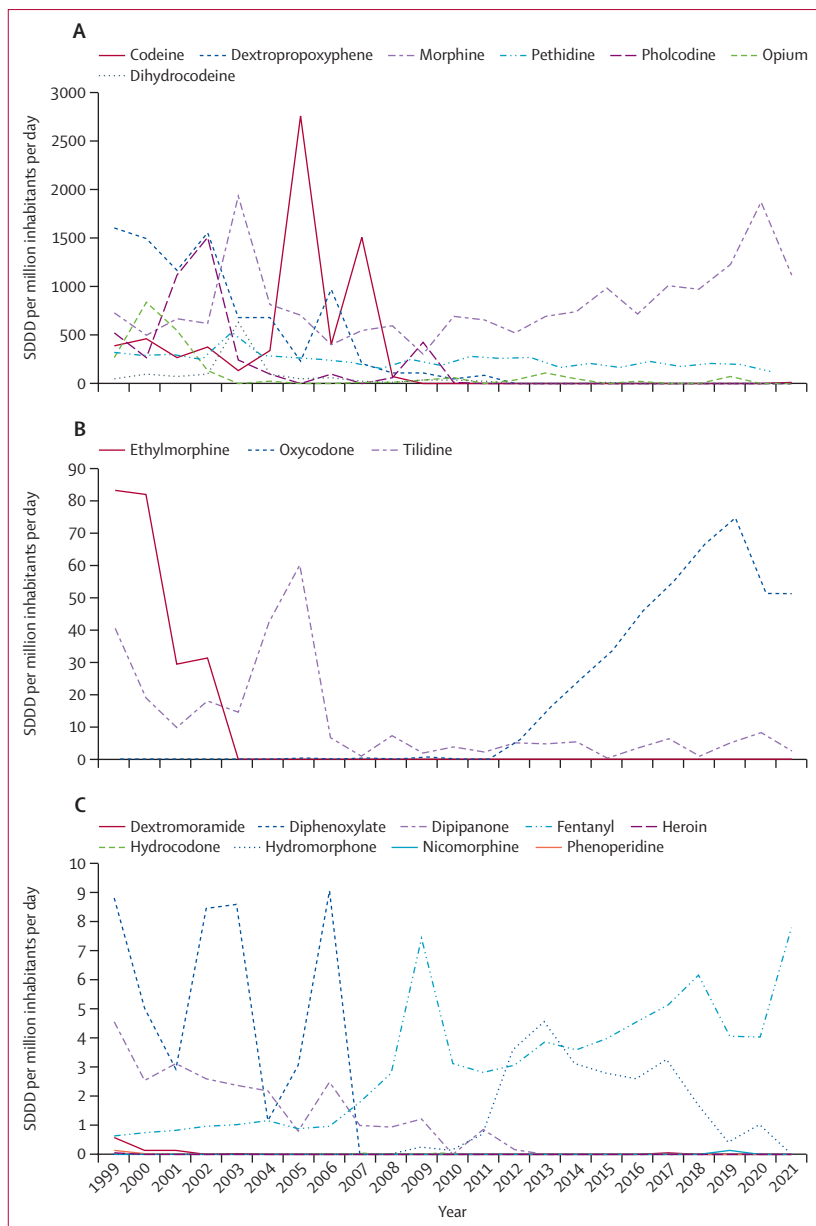 A
Codeine Dextropropoxyphene Morphine Pethidine Pholcodine Opium
Dihydrocodeine
SDDD per million inhabitants per day
3000
2500
2000
1500
1000
500
0
B
Ethylmorphine Oxycodone Tilidine
SDDD per million inhabitants per day
90
80
70
60
50
40
30
20
10
0
C
Dextromoramide Diphenoxylate Dipipanone Fentanyl Heroin
Hydrocodone Hydromorphone Nicomorphine Phenoperidine
SDDD per million inhabitants per day
10
9
8
7
6
5
4
3
2
1
0
1999 2000 2001 2002 2003 2004 2005 2006 2007 2008 2009 2010 2011 2012 2013 2014 2015 2016 2017 2018 2019 2020 2021
Year